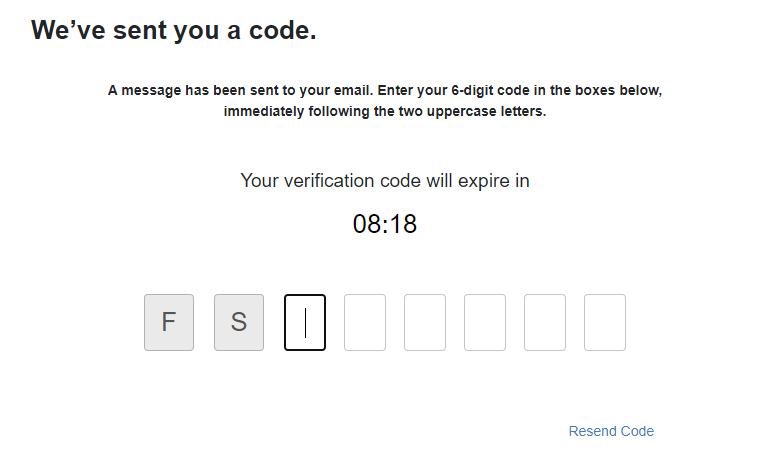 We’ve sent you a code.
A message has been sent to your email. Enter your 6-digit code in the boxes below,
immediately following the two uppercase letters.
Your verification code will expire in
08:18
F S
Resend Code